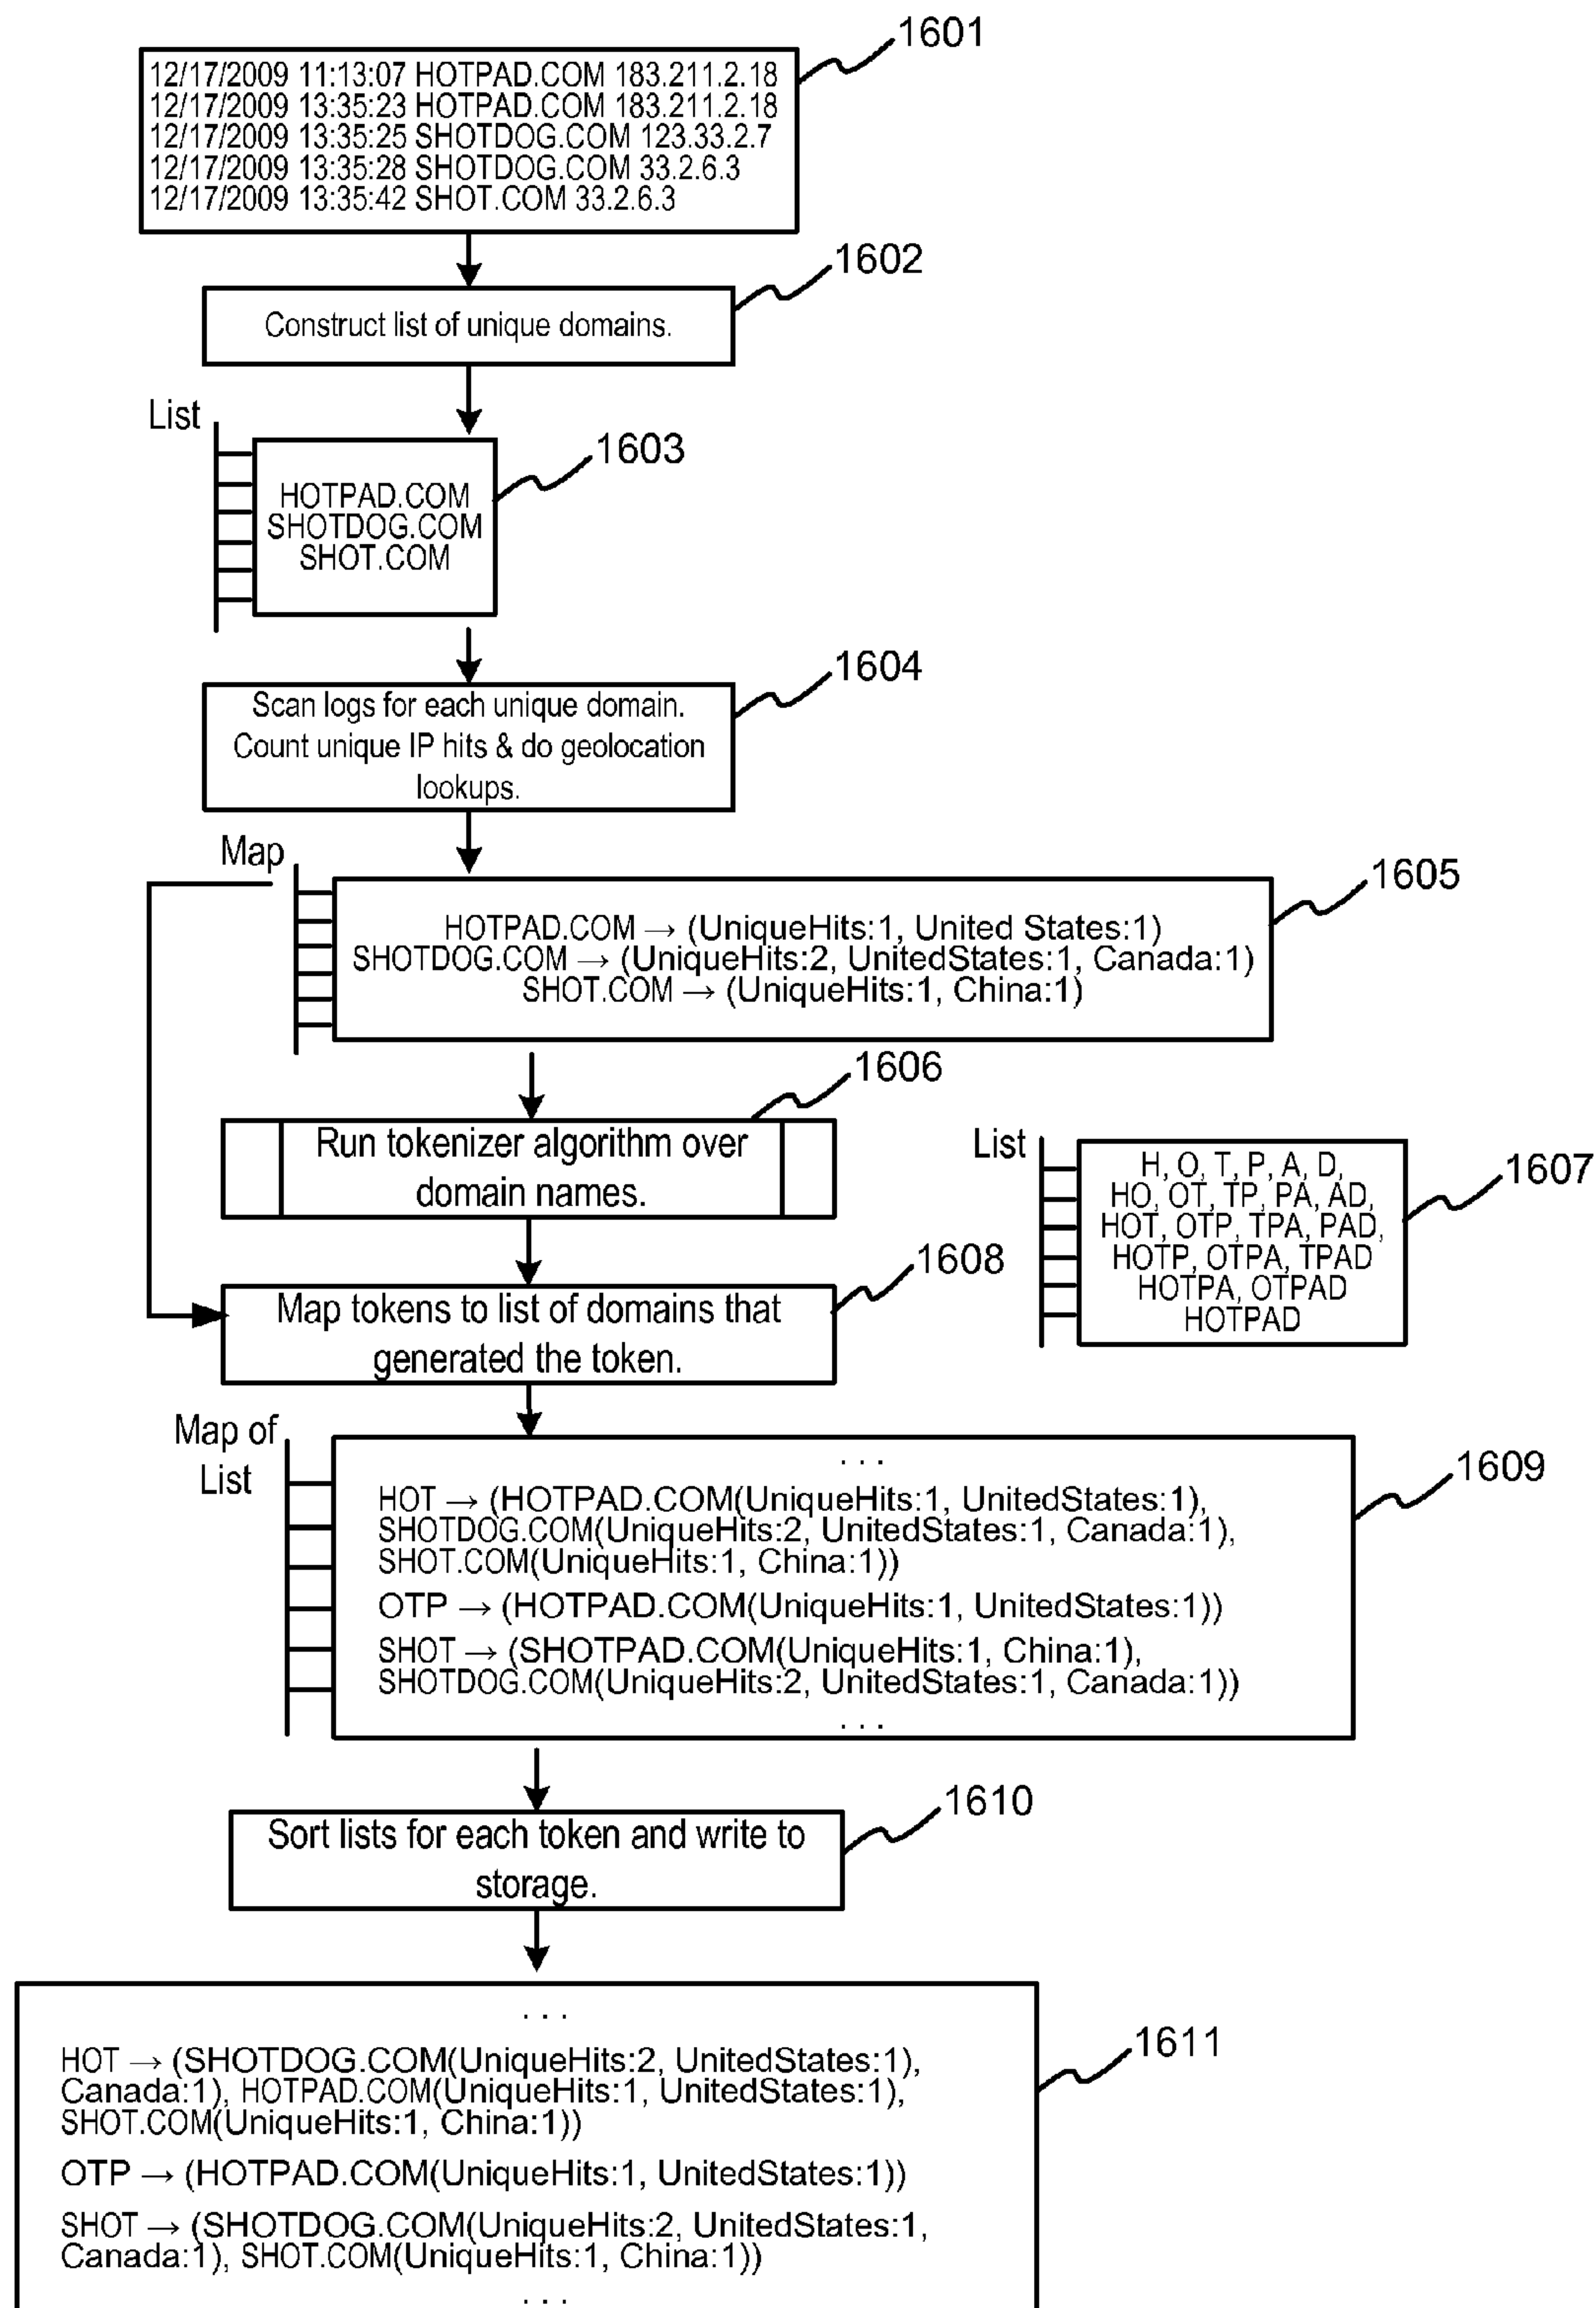 1601
12/17/2009 11:13:07 HOTPAD.COM 183.211.2.18
12/17/2009 13:35:23 HOTPAD.COM 183.211.2.18
12/17/2009 13:35:25 SHOTDOG.COM 123.33.2.7
12/17/2009 13:35:28 SHOTDOG.COM 33.2.6.3
12/17/2009 13:35:42 SHOT.COM 33.2.6.3
1602
Construct list of unique domains.
List
1603
HOTPAD.COM
SHOTDOG.COM
SHOT.COM
1604
Scan logs for each unique domain.
Count unique IP hits & do geolocation
lookups.
Map
1605
HOTPAD.COM → (UniqueHits:1, United States:1)
SHOTDOG.COM → (UniqueHits:2, UnitedStates:1, Canada:1)
SHOT.COM → (UniqueHits:1, China:1)
1606
Run tokenizer algorithm over
domain names.
List
1607
H, O, T, P, A, D,
HO, OT, TP, PA, AD,
HOT, OTP, TPA, PAD,
HOTP, OTPA, TPAD
HOTPA, OTPAD
HOTPAD
1608
Map tokens to list of domains that
generated the token.
Map of
List
1609
. . .
HOT → (HOTPAD.COM(UniqueHits:1, UnitedStates:1),
SHOTDOG.COM(UniqueHits:2, UnitedStates:1, Canada:1),
SHOT.COM(UniqueHits:1, China:1))
OTP → (HOTPAD.COM(UniqueHits:1, UnitedStates:1))
SHOT → (SHOTPAD.COM(UniqueHits:1, China:1),
SHOTDOG.COM(UniqueHits:2, UnitedStates:1, Canada:1))
. . .
1610
Sort lists for each token and write to
storage.
1611
. . .
HOT → (SHOTDOG.COM(UniqueHits:2, UnitedStates:1),
Canada:1), HOTPAD.COM(UniqueHits:1, UnitedStates:1),
SHOT.COM(UniqueHits:1, China:1))
OTP → (HOTPAD.COM(UniqueHits:1, UnitedStates:1))
SHOT → (SHOTDOG.COM(UniqueHits:2, UnitedStates:1,
Canada:1), SHOT.COM(UniqueHits:1, China:1))
. . .